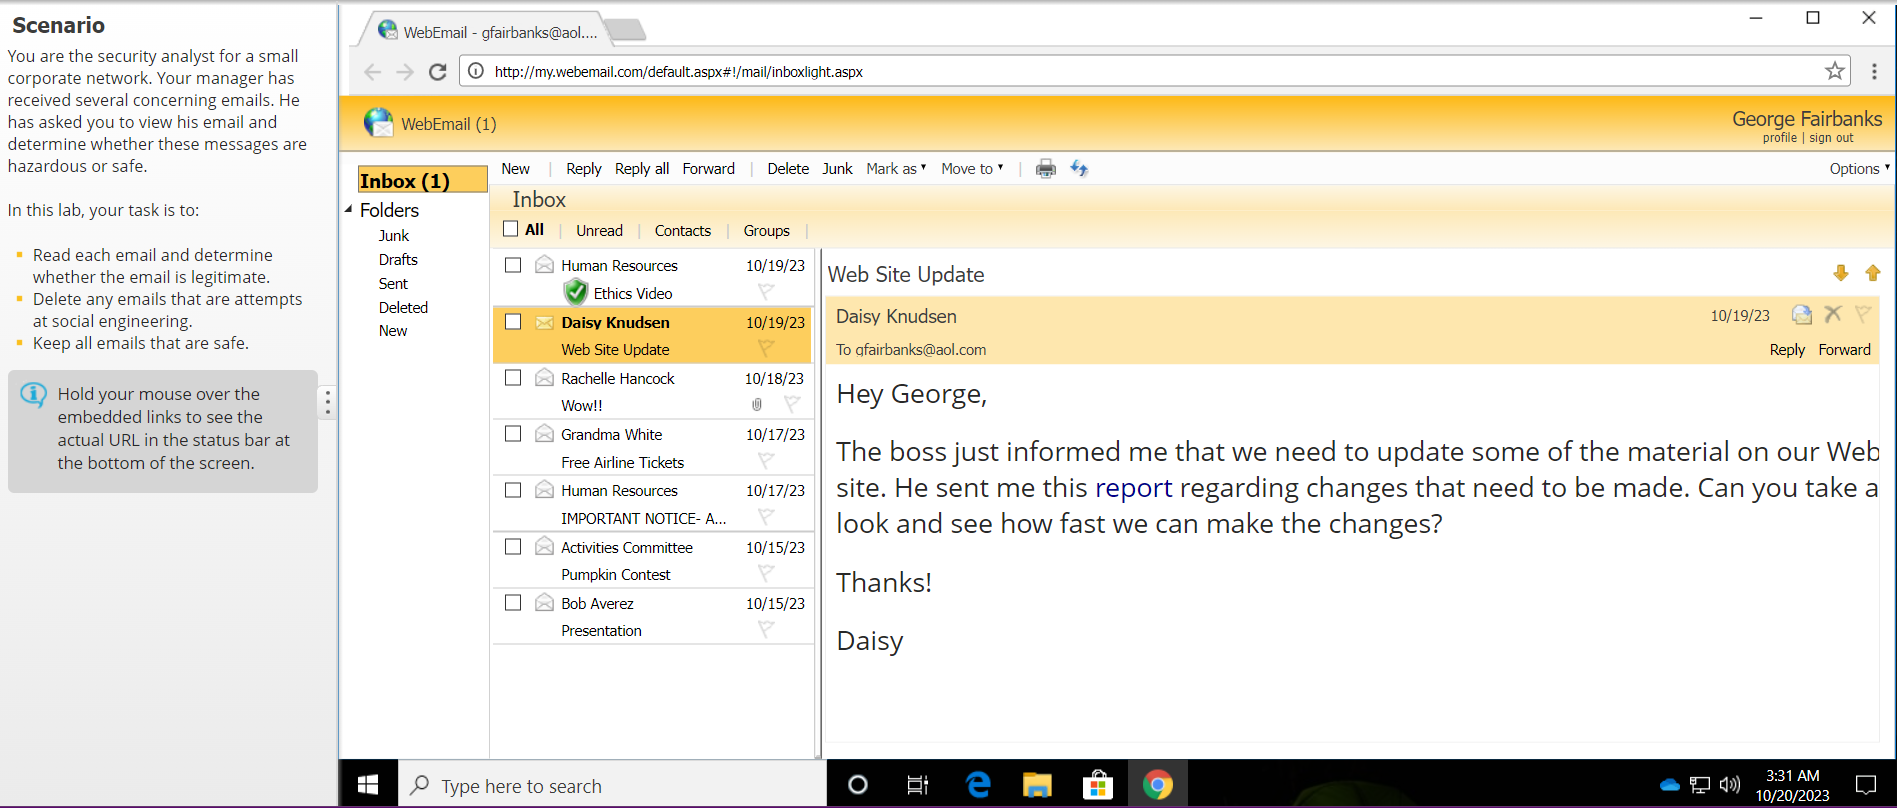 Scenario
You are the security analyst for a small
corporate network. Your manager has
received several concerning emails. He
has asked you to view his email and
determine whether these messages are
hazardous or safe.
In this lab, your task is to:
Read each email and determine
whether the email is legitimate.
Delete any emails that are attempts
at social engineering.
Keep all emails that are safe.
Hold your mouse over the
embedded links to see the
actual URL in the status bar at
the bottom of the screen.
WebEmail - gfairbanks@aol....
http://my.webemail.com/default.aspx#!/mail/inboxlight.aspx
WebEmail (1)
George Fairbanks
profile | sign out
Inbox (1)
Folders
Junk
Drafts
Sent
Deleted
New
New | Reply Reply all Forward | Delete Junk Mark as Move to | Options
Inbox
All | Unread | Contacts | Groups |
Human Resources 10/19/23
Ethics Video
Daisy Knudsen 10/19/23
Web Site Update
Rachelle Hancock 10/18/23
Wow!!
Grandma White 10/17/23
Free Airline Tickets
Human Resources 10/17/23
IMPORTANT NOTICE- A...
Activities Committee 10/15/23
Pumpkin Contest
Bob Averez 10/15/23
Presentation
Web Site Update
Daisy Knudsen 10/19/23
To gfairbanks@aol.com Reply Forward
Hey George,
The boss just informed me that we need to update some of the material on our Web
site. He sent me this report regarding changes that need to be made. Can you take a
look and see how fast we can make the changes?
Thanks!
Daisy
Type here to search
3:31 AM
10/20/2023